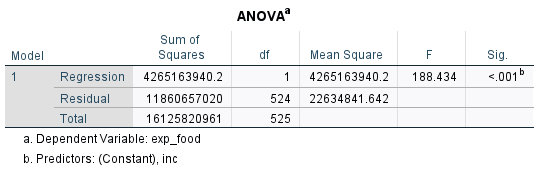 ANOVAa
Model Sum of Squares df Mean Square F Sig.
1 Regression 4265163940.2 1 4265163940.2 188.434 <.001b
Residual 11860657020 524 22634841.642
Total 16125820961 525
a. Dependent Variable: exp_food
b. Predictors: (Constant), inc